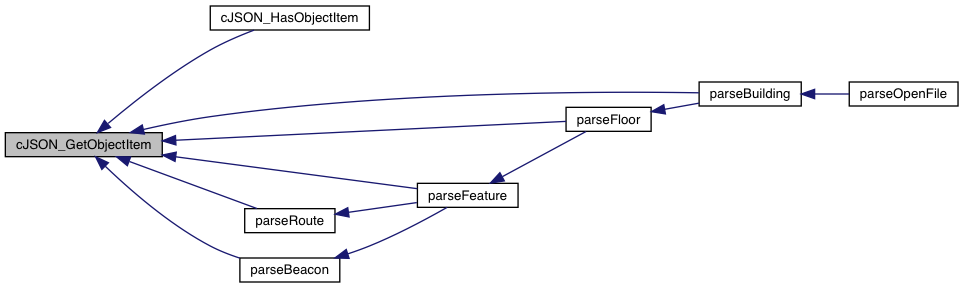 cJSON_HasObjectItem
parseBuilding
parseOpenFile
parseFloor
cJSON_GetObjectItem
parseFeature
parseRoute
parseBeacon